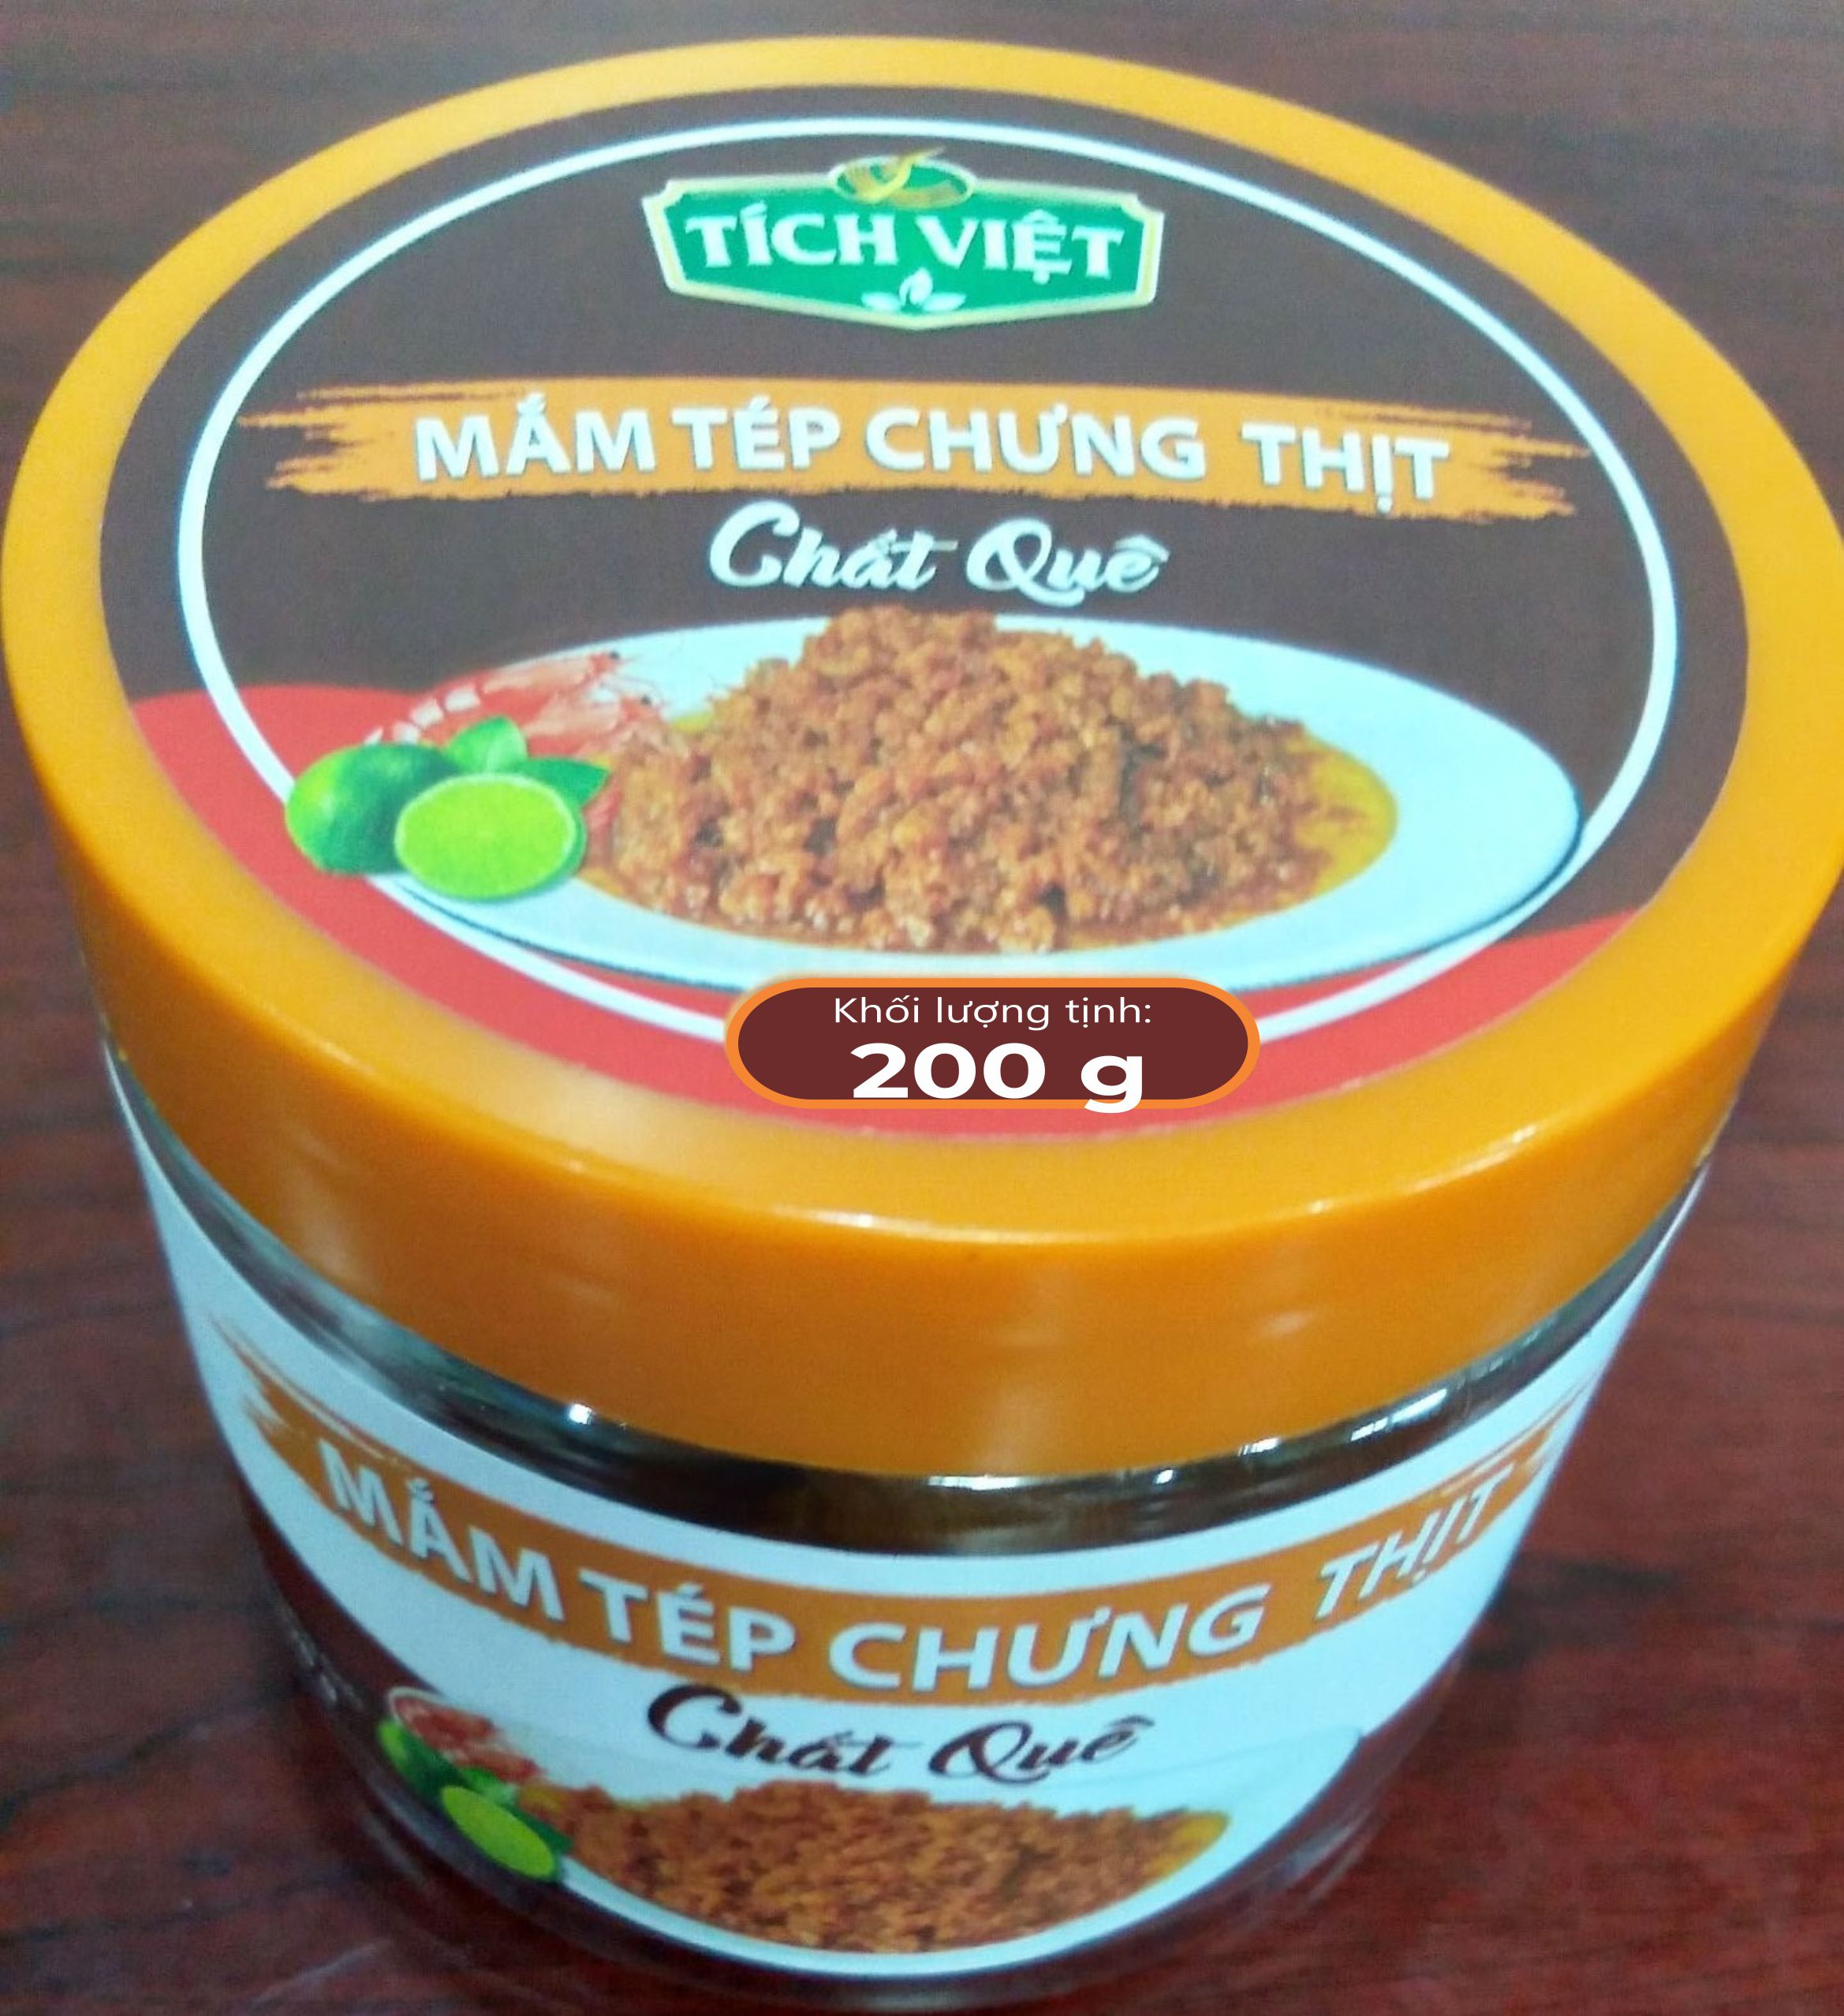 TÍCH VIỆT
MẮM TÉP CHƯNG THỊT
Chất Quê
Khối lượng tịnh:
200 g
MẮM TÉP CHƯNG THỊT
Chất Quê